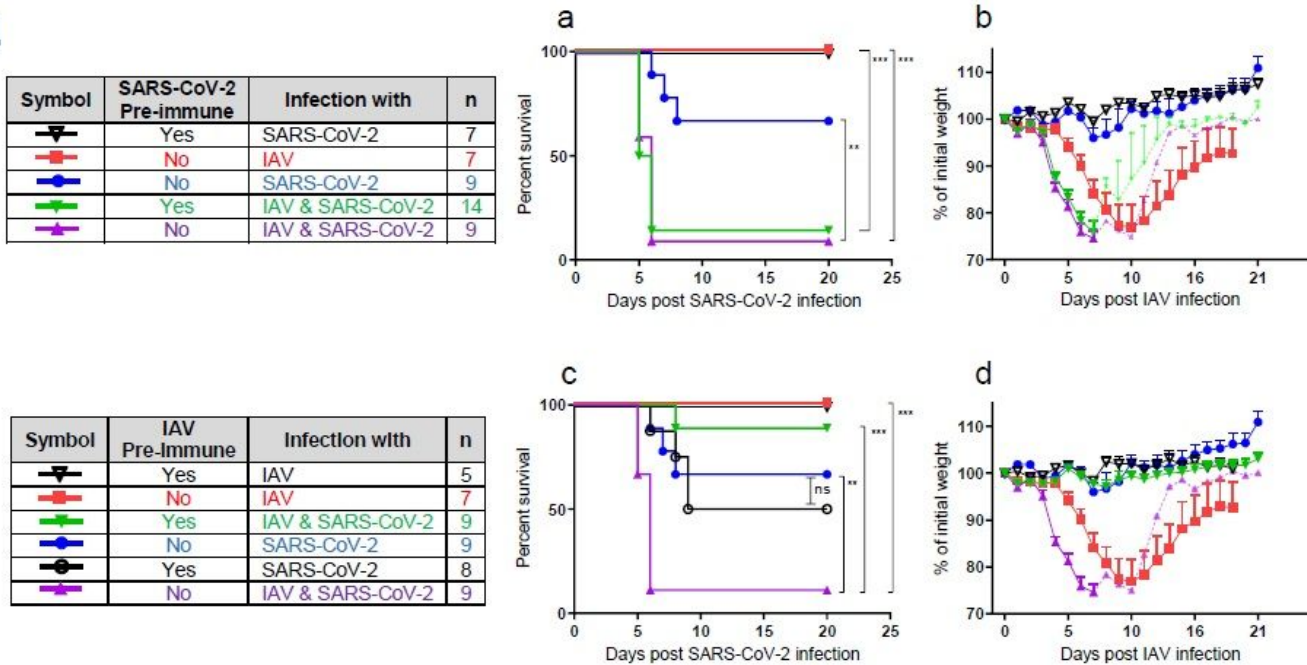 a
b
Symbol SARS-CoV-2 Pre-immune Infection with n
Yes SARS-CoV-2 7
No IAV 7
No SARS-CoV-2 9
Yes IAV & SARS-CoV-2 14
No IAV & SARS-CoV-2 9
Percent survival
100
50
0
0 5 10 15 20 25
Days post SARS-CoV-2 infection
**
***
***
% of initial weight
110
100
90
80
70
0 5 10 16 21
Days post IAV infection
c
d
Symbol IAV Pre-Immune Infection with n
Yes IAV 5
No IAV 7
Yes IAV & SARS-CoV-2 9
No SARS-CoV-2 9
Yes SARS-CoV-2 8
No IAV & SARS-CoV-2 9
Percent survival
100
50
0
0 5 10 15 20 25
Days post SARS-CoV-2 infection
ns
**
***
***
% of initial weight
110
100
90
80
70
0 5 10 16 21
Days post IAV infection